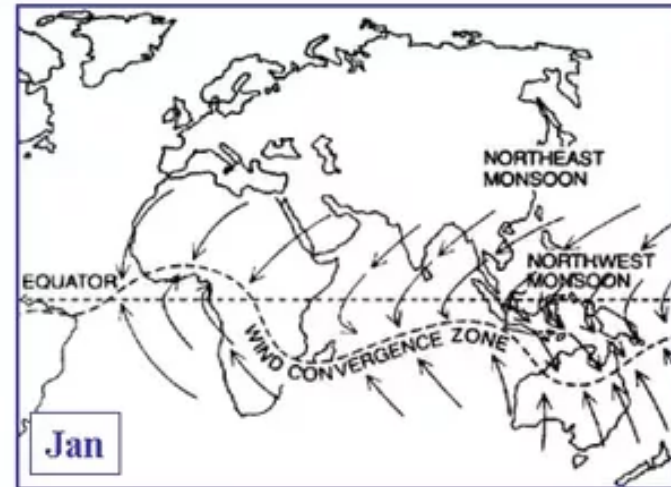 NORTHEAST
MONSOON
EQUATOR
NORTHWEST
MONSOON
WIND CONVERGENCE ZONE
Jan